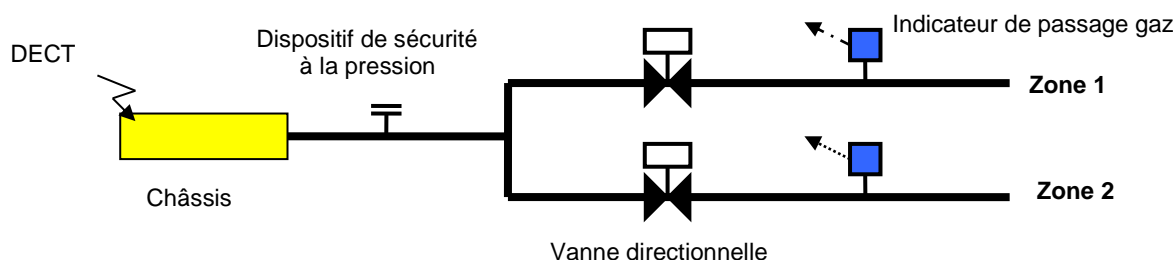 Indicateur de passage gaz
Dispositif de sécurité
à la pression
DECT
Zone 1
Châssis
Zone 2
Vanne directionnelle